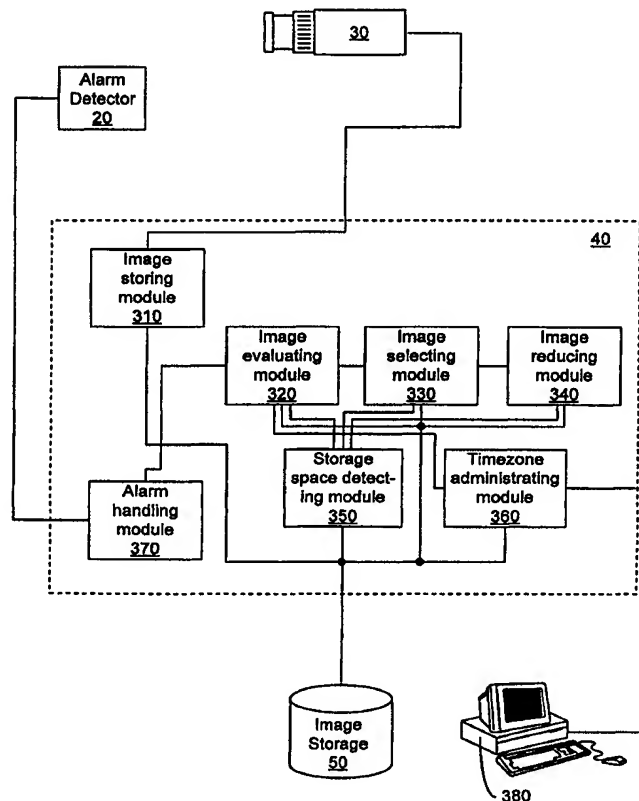 30
Alarm
Detector
20
40
Image
storing
module
310
Image
evaluating
module
320
Image
selecting
module
330
Image
reducing
module
340
Storage
space detect-
ing module
350
Timezone
administrating
module
360
Alarm
handling
module
370
Image
Storage
50
380